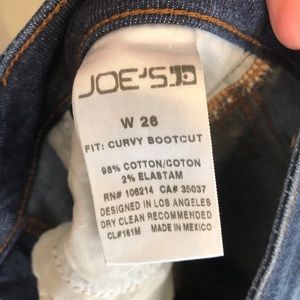 JOE'S
W 26
FIT: CURVY BOOTCUT
98% COTTON/COTON
2% ELASTAM
RN# 106214 CA# 35037
DESIGNED IN LOS ANGELES
DRY CLEAN RECOMMENDED
CL#161M MADE IN MEXICO